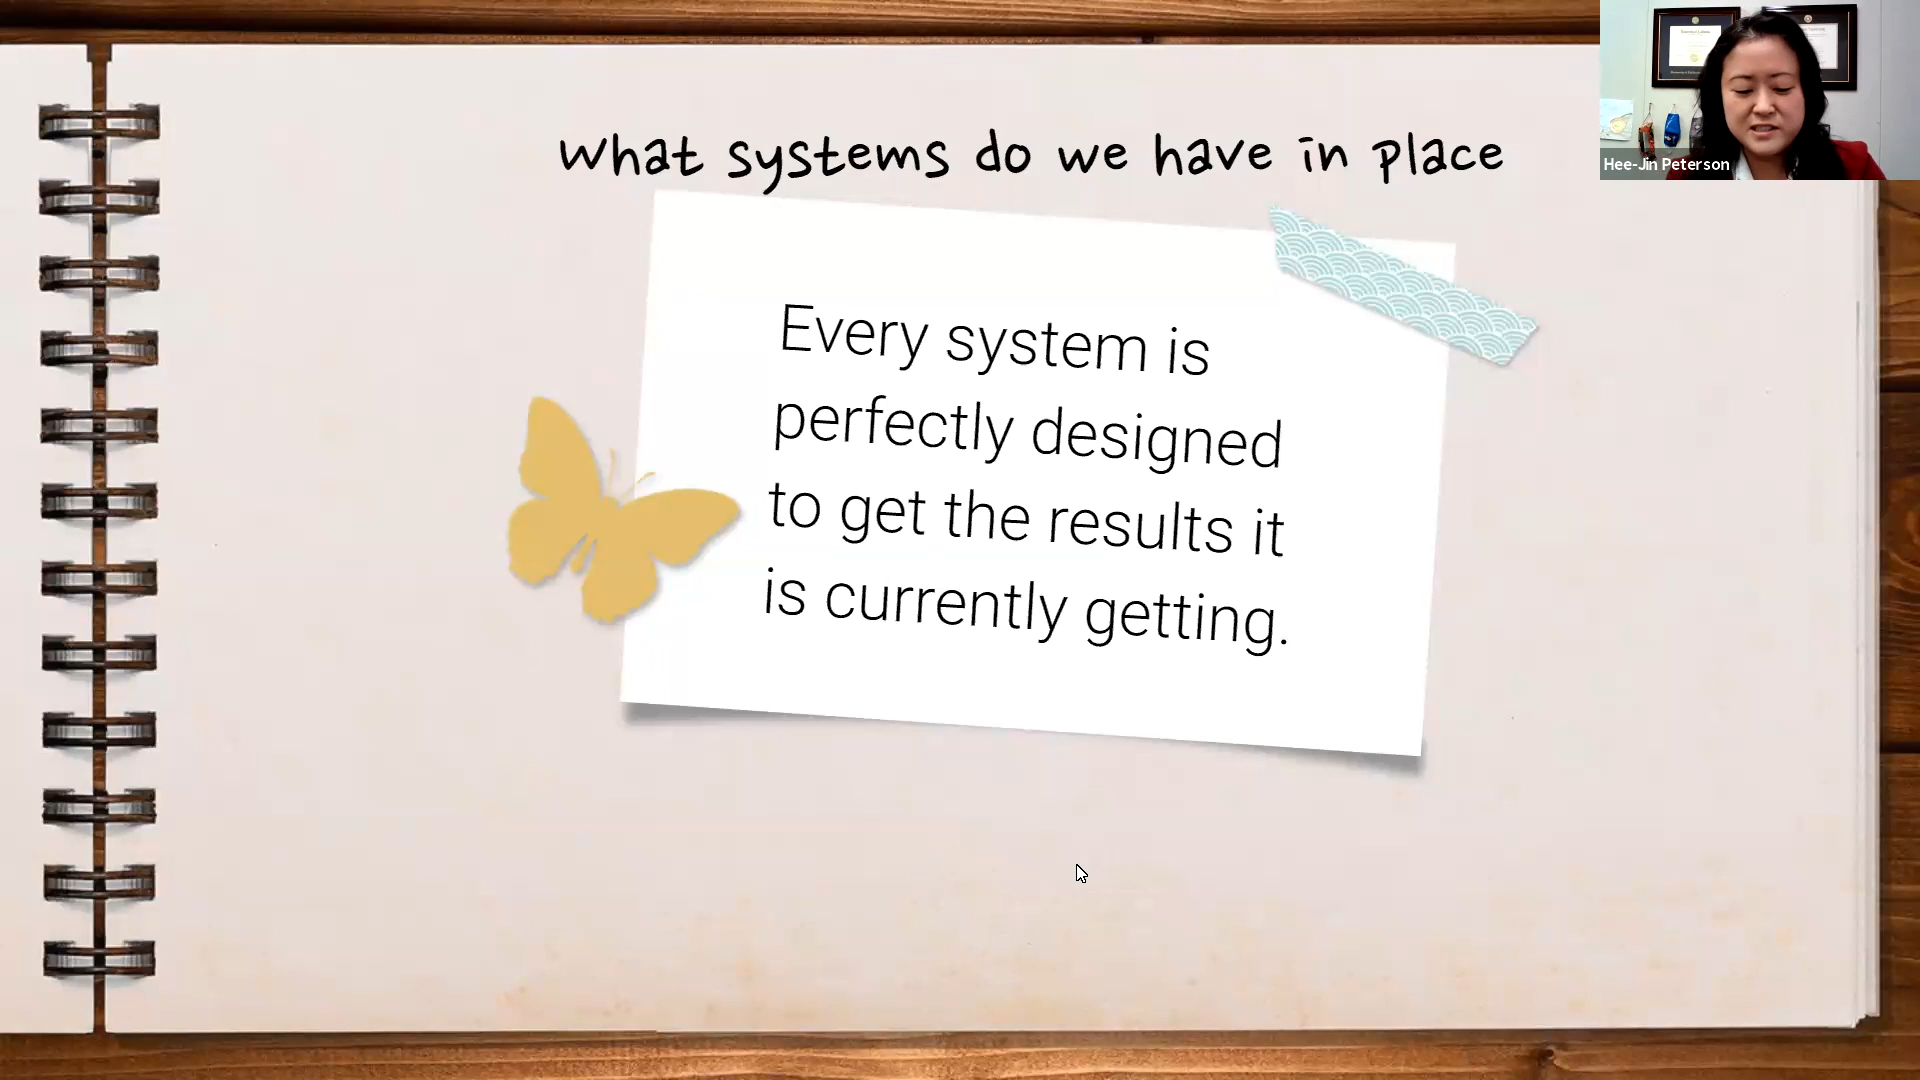 what systems do we have in place
Every system is
perfectly designed
to get the results it
is currently getting.
Hee-Jin Peterson